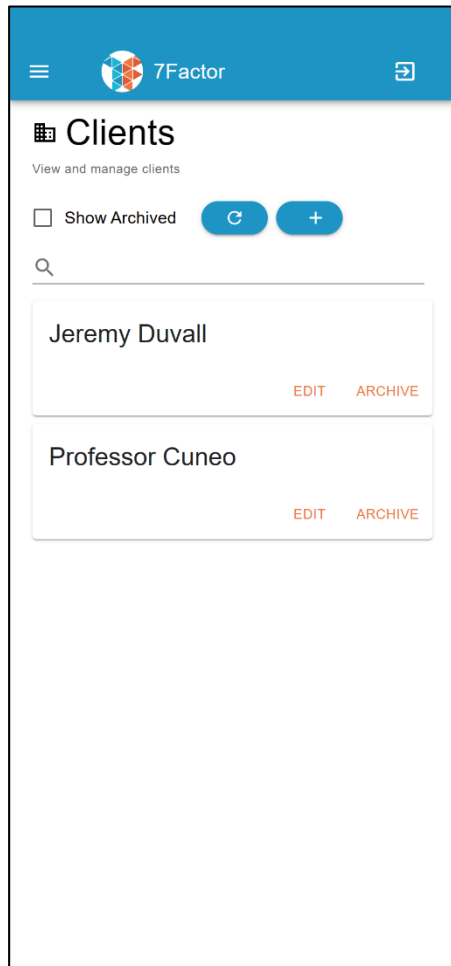 7Factor
Clients
View and manage clients
Show Archived
Jeremy Duvall
EDIT ARCHIVE
Professor Cuneo
EDIT ARCHIVE